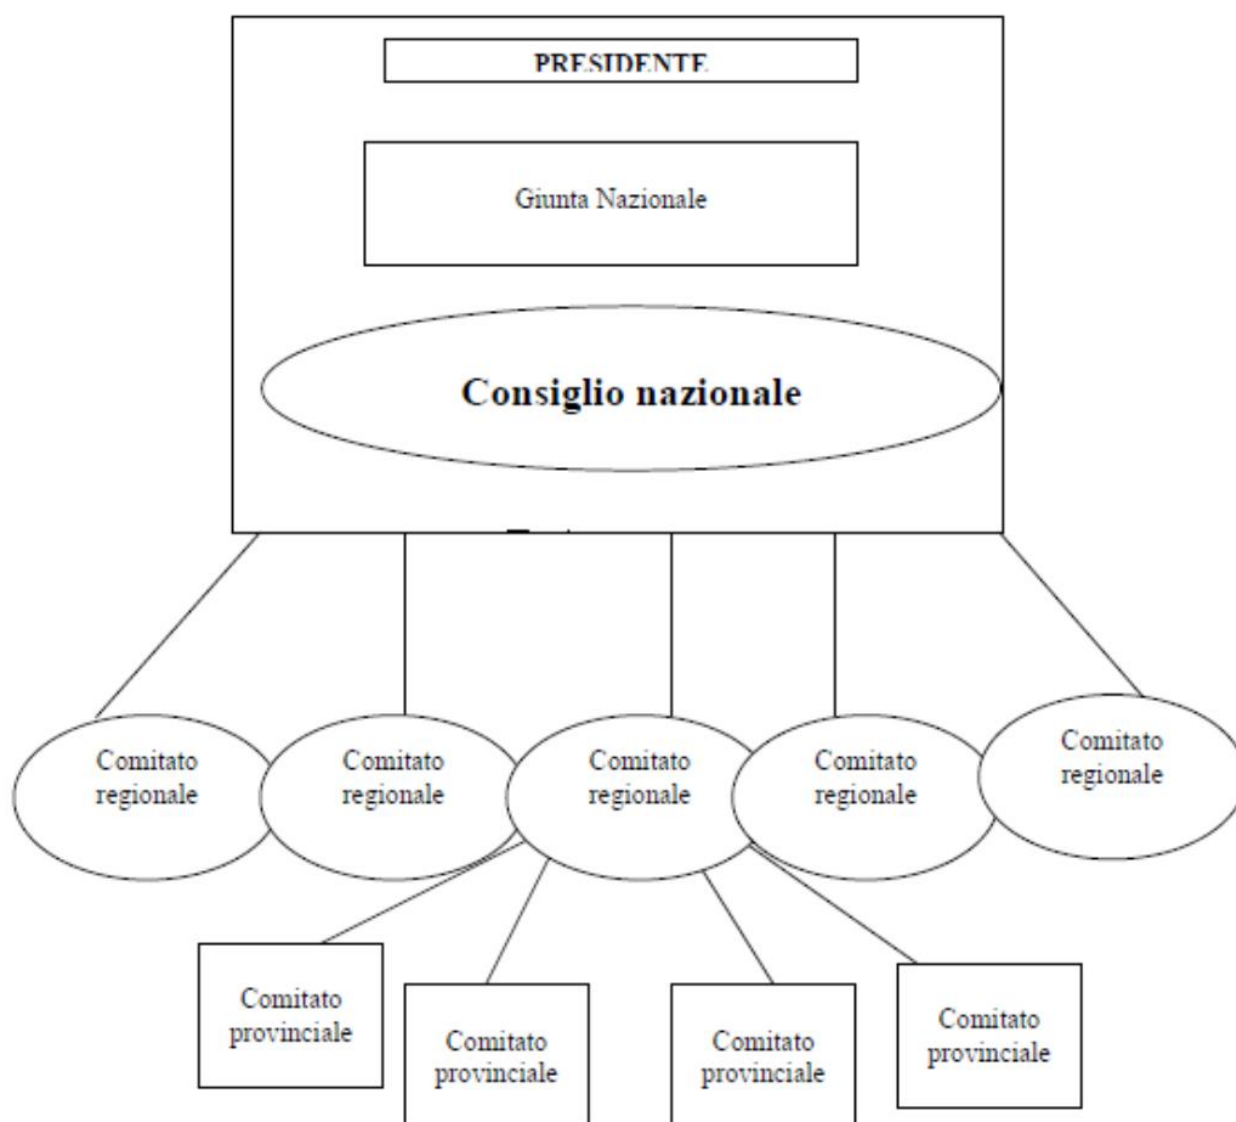 PRESIDENTE
Giunta Nazionale
Consiglio nazionale
Comitato
regionale
Comitato
regionale
Comitato
regionale
Comitato
regionale
Comitato
regionale
Comitato
provinciale
Comitato
provinciale
Comitato
provinciale
Comitato
provinciale